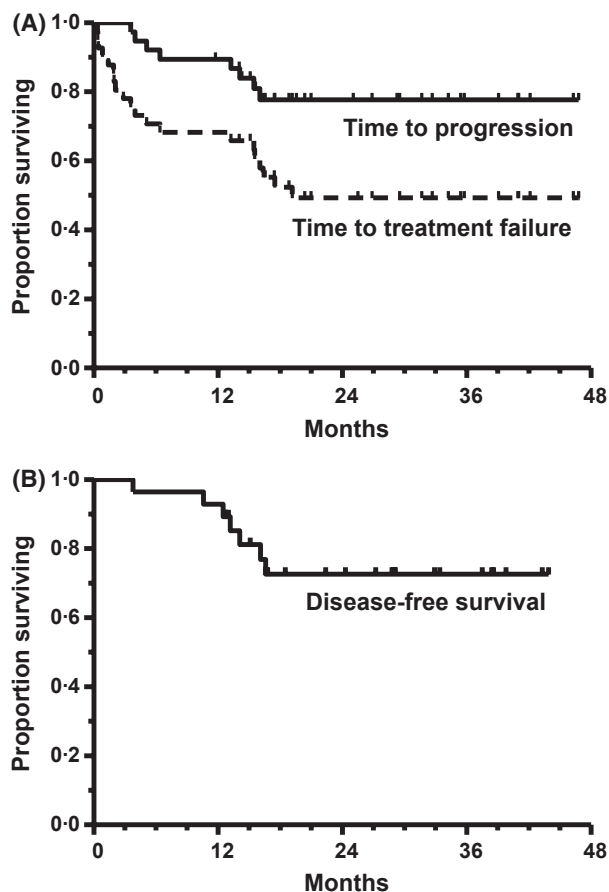 (A)
1·0
0·8
0·6
0·4
0·2
0·0
Proportion surviving
Time to progression
Time to treatment failure
0 12 24 36 48
Months
(B)
1·0
0·8
0·6
0·4
0·2
0·0
Proportion surviving
Disease-free survival
0 12 24 36 48
Months